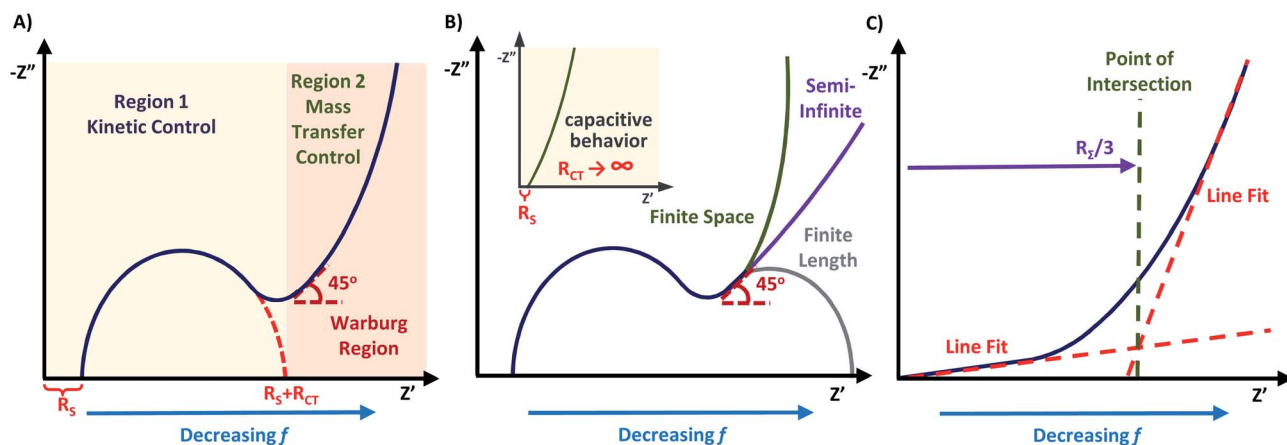 A)
-Z"
Region 1
Kinetic Control
Region 2
Mass
Transfer
Control
45°
Warburg
Region
R_S
R_S+R_CT
Z'
Decreasing f
B)
-Z"
-Z"
capacitive
behavior
R_CT → ∞
R_S
Z'
Semi-
Infinite
Finite Space
Finite
Length
45°
Z'
Decreasing f
C)
-Z"
Point of
Intersection
R_Σ/3
Line Fit
Line Fit
Z'
Decreasing f